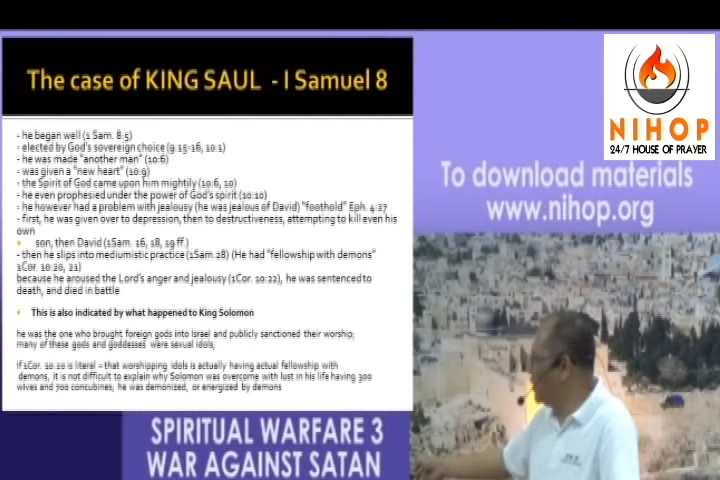 The case of KING SAUL - I Samuel 8
- he began well (1 Sam. 8:5)
- elected by God's sovereign choice (9:15-16, 10.1)
- he was made "another man" (10:6)
- was given a "new heart" (10:9)
- the Spirit of God came upon him mightily (10:6, 10)
- he even prophesied under the power of God's spirit (10:10)
- he however had a problem with jealousy (he was jealous of David) "foothold" Eph. 4:27
- first, he was given over to depression, then to destructiveness, attempting to kill even his
own
son, then David (1Sam. 16, 18, 19 ff.)
- then he slips into mediumistic practice (1Sam.28) (He had "fellowship with demons"
1Cor. 10:20, 21)
because he aroused the Lord's anger and jealousy (1Cor. 10:22), he was sentenced to
death, and died in battle
This is also indicated by what happened to King Solomon
he was the one who brought foreign gods into Israel and publicly sanctioned their worship;
many of these gods and goddesses were sexual idols,
If 1Cor. 10:20 is literal = that worshipping idols is actually having actual fellowship with
demons, it is not difficult to explain why Solomon was overcome with lust in his life having 300
wives and 700 concubines; he was demonized, or energized by demons
NIHOP
24/7 HOUSE OF PRAYER
To download materials
www.nihop.org
SPIRITUAL WARFARE 3
WAR AGAINST SATAN